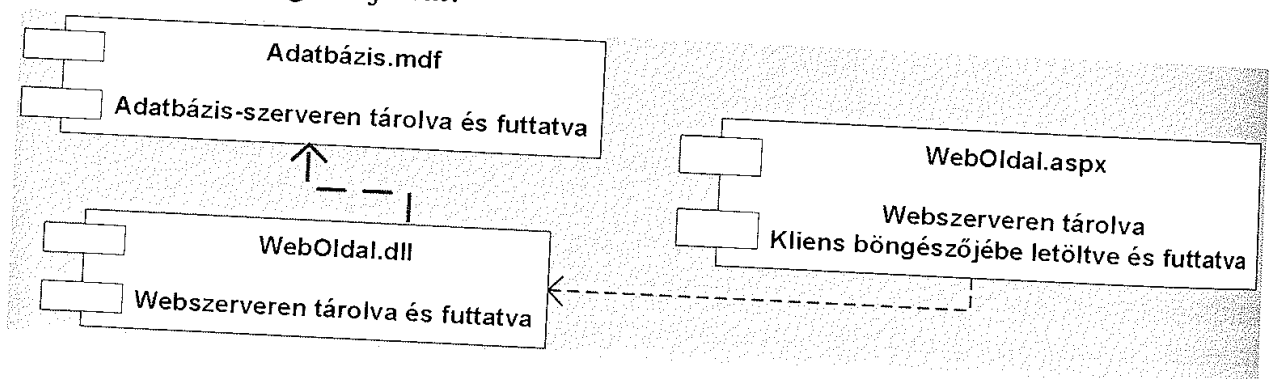 Adatbázis.mdf
Adatbázis-szerveren tárolva és futtatva
WebOldal.aspx
Webszerveren tárolva
Kliens böngészőjébe letöltve és futtatva
WebOldal.dll
Webszerveren tárolva és futtatva